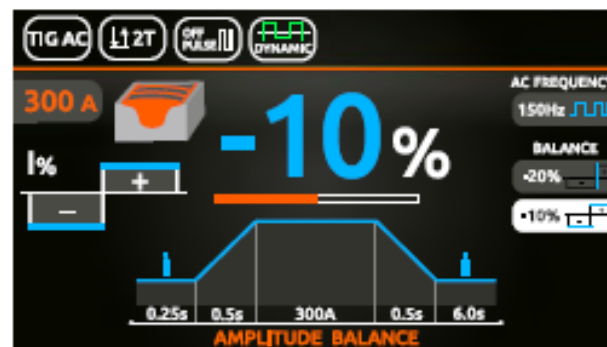 TIG AC 2T OFF PULSE DYNAMIC
300 A
AC FREQUENCY
150Hz
-10%
I%
BALANCE
-20%
-10%
+
-
0.25s 0.5s 300A 0.5s 6.0s
AMPLITUDE BALANCE